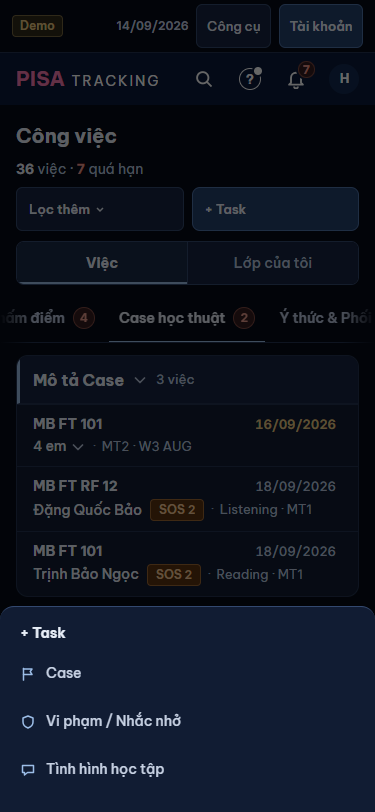 Demo 14/09/2026 Công cụ Tài khoản
PISA TRACKING ? 7 H
Công việc
36 việc · 7 quá hạn
Lọc thêm + Task
Việc Lớp của tôi
ấm điểm 4 Case học thuật 2 Ý thức & Phối
Mô tả Case 3 việc
MB FT 101 16/09/2026
4 em · MT2 · W3 AUG
MB FT RF 12 18/09/2026
Đặng Quốc Bảo SOS 2 · Listening · MT1
MB FT 101 18/09/2026
Trịnh Bảo Ngọc SOS 2 · Reading · MT1
+ Task
Case
Vi phạm / Nhắc nhở
Tình hình học tập